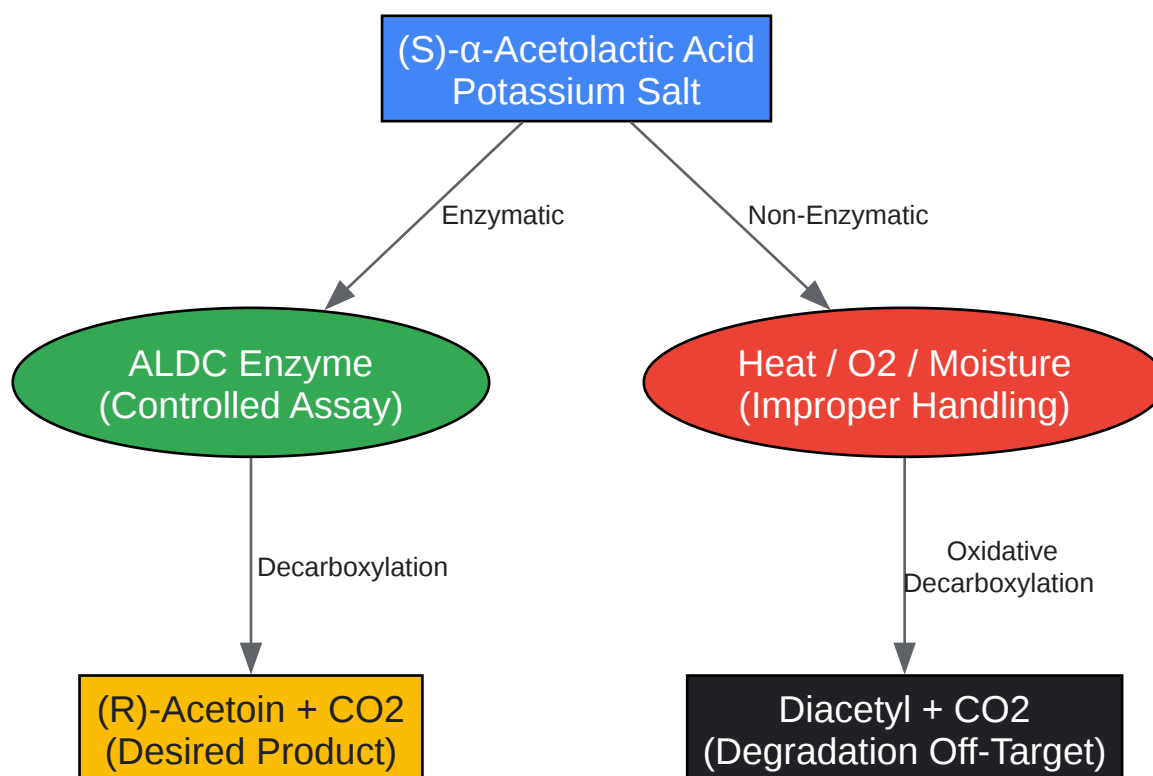 (S)-α-Acetolactic Acid
Potassium Salt
Enzymatic
Non-Enzymatic
ALDC Enzyme
(Controlled Assay)
Heat / O2 / Moisture
(Improper Handling)
Decarboxylation
Oxidative
Decarboxylation
(R)-Acetoin + CO2
(Desired Product)
Diacetyl + CO2
(Degradation Off-Target)